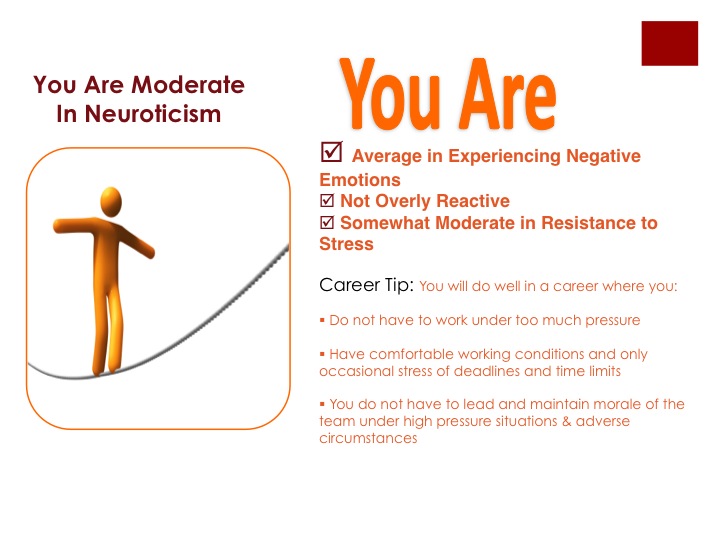 You Are Moderate
In Neuroticism
You Are
☑ Average in Experiencing Negative
Emotions
☑ Not Overly Reactive
☑ Somewhat Moderate in Resistance to
Stress
Career Tip: You will do well in a career where you:
▪ Do not have to work under too much pressure
▪ Have comfortable working conditions and only
occasional stress of deadlines and time limits
▪ You do not have to lead and maintain morale of the
team under high pressure situations & adverse
circumstances